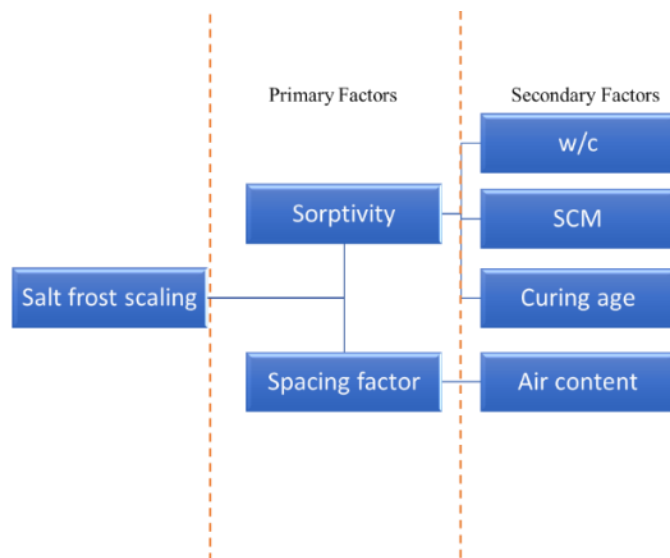 Primary Factors
Secondary Factors
w/c
Sorptivity
SCM
Salt frost scaling
Curing age
Spacing factor
Air content